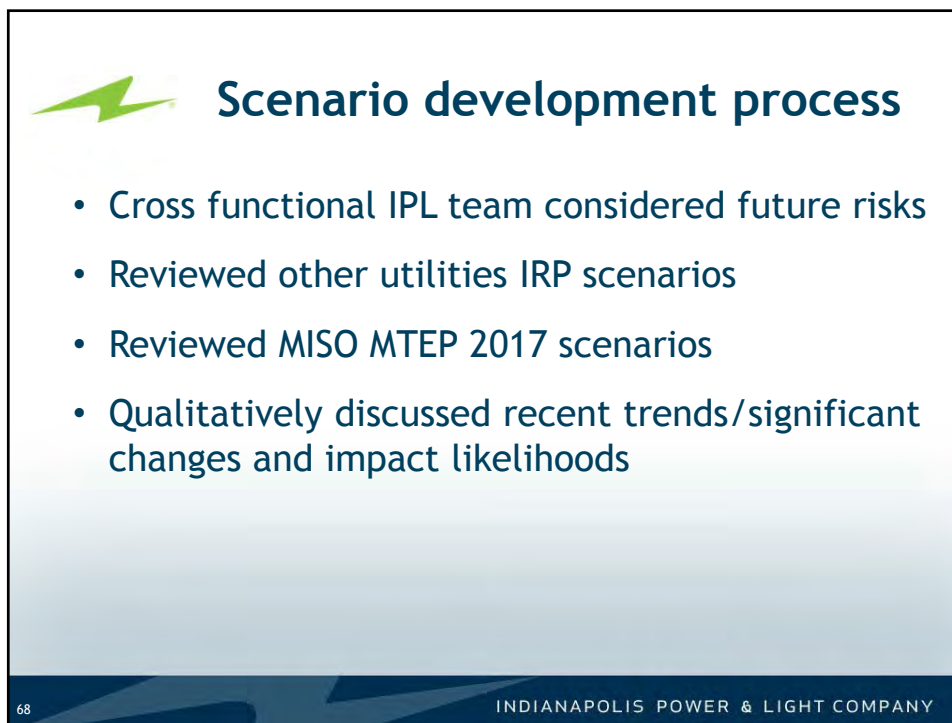 Scenario development process
• Cross functional IPL team considered future risks
• Reviewed other utilities IRP scenarios
• Reviewed MISO MTEP 2017 scenarios
• Qualitatively discussed recent trends/significant
changes and impact likelihoods
68
INDIANAPOLIS POWER & LIGHT COMPANY